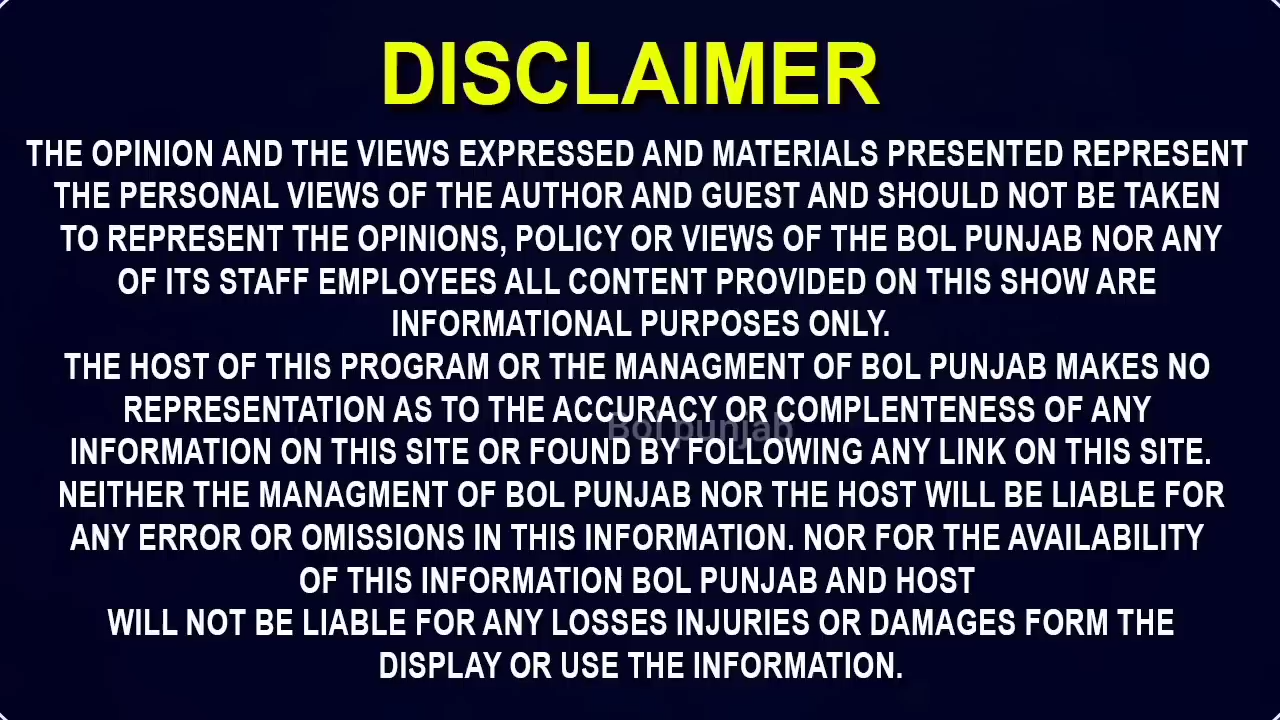 DISCLAIMER
THE OPINION AND THE VIEWS EXPRESSED AND MATERIALS PRESENTED REPRESENT
THE PERSONAL VIEWS OF THE AUTHOR AND GUEST AND SHOULD NOT BE TAKEN
TO REPRESENT THE OPINIONS, POLICY OR VIEWS OF THE BOL PUNJAB NOR ANY
OF ITS STAFF EMPLOYEES ALL CONTENT PROVIDED ON THIS SHOW ARE
INFORMATIONAL PURPOSES ONLY.
THE HOST OF THIS PROGRAM OR THE MANAGMENT OF BOL PUNJAB MAKES NO
REPRESENTATION AS TO THE ACCURACY OR COMPLENTENESS OF ANY
Bol punjab
INFORMATION ON THIS SITE OR FOUND BY FOLLOWING ANY LINK ON THIS SITE.
NEITHER THE MANAGMENT OF BOL PUNJAB NOR THE HOST WILL BE LIABLE FOR
ANY ERROR OR OMISSIONS IN THIS INFORMATION. NOR FOR THE AVAILABILITY
OF THIS INFORMATION BOL PUNJAB AND HOST
WILL NOT BE LIABLE FOR ANY LOSSES INJURIES OR DAMAGES FORM THE
DISPLAY OR USE THE INFORMATION.